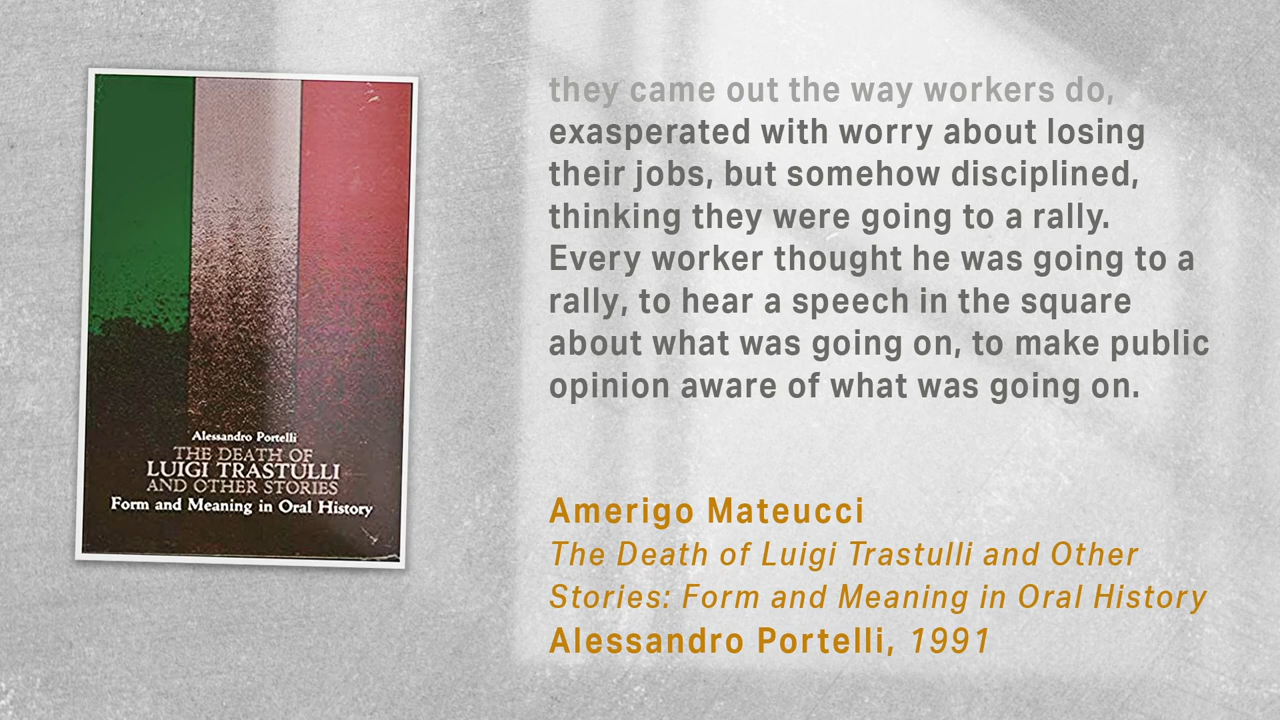 Alessandro Portelli
THE DEATH OF
LUIGI TRASTULLI
AND OTHER STORIES
Form and Meaning in Oral History
they came out the way workers do,
exasperated with worry about losing
their jobs, but somehow disciplined,
thinking they were going to a rally.
Every worker thought he was going to a
rally, to hear a speech in the square
about what was going on, to make public
opinion aware of what was going on.
Amerigo Mateucci
The Death of Luigi Trastulli and Other
Stories: Form and Meaning in Oral History
Alessandro Portelli, 1991